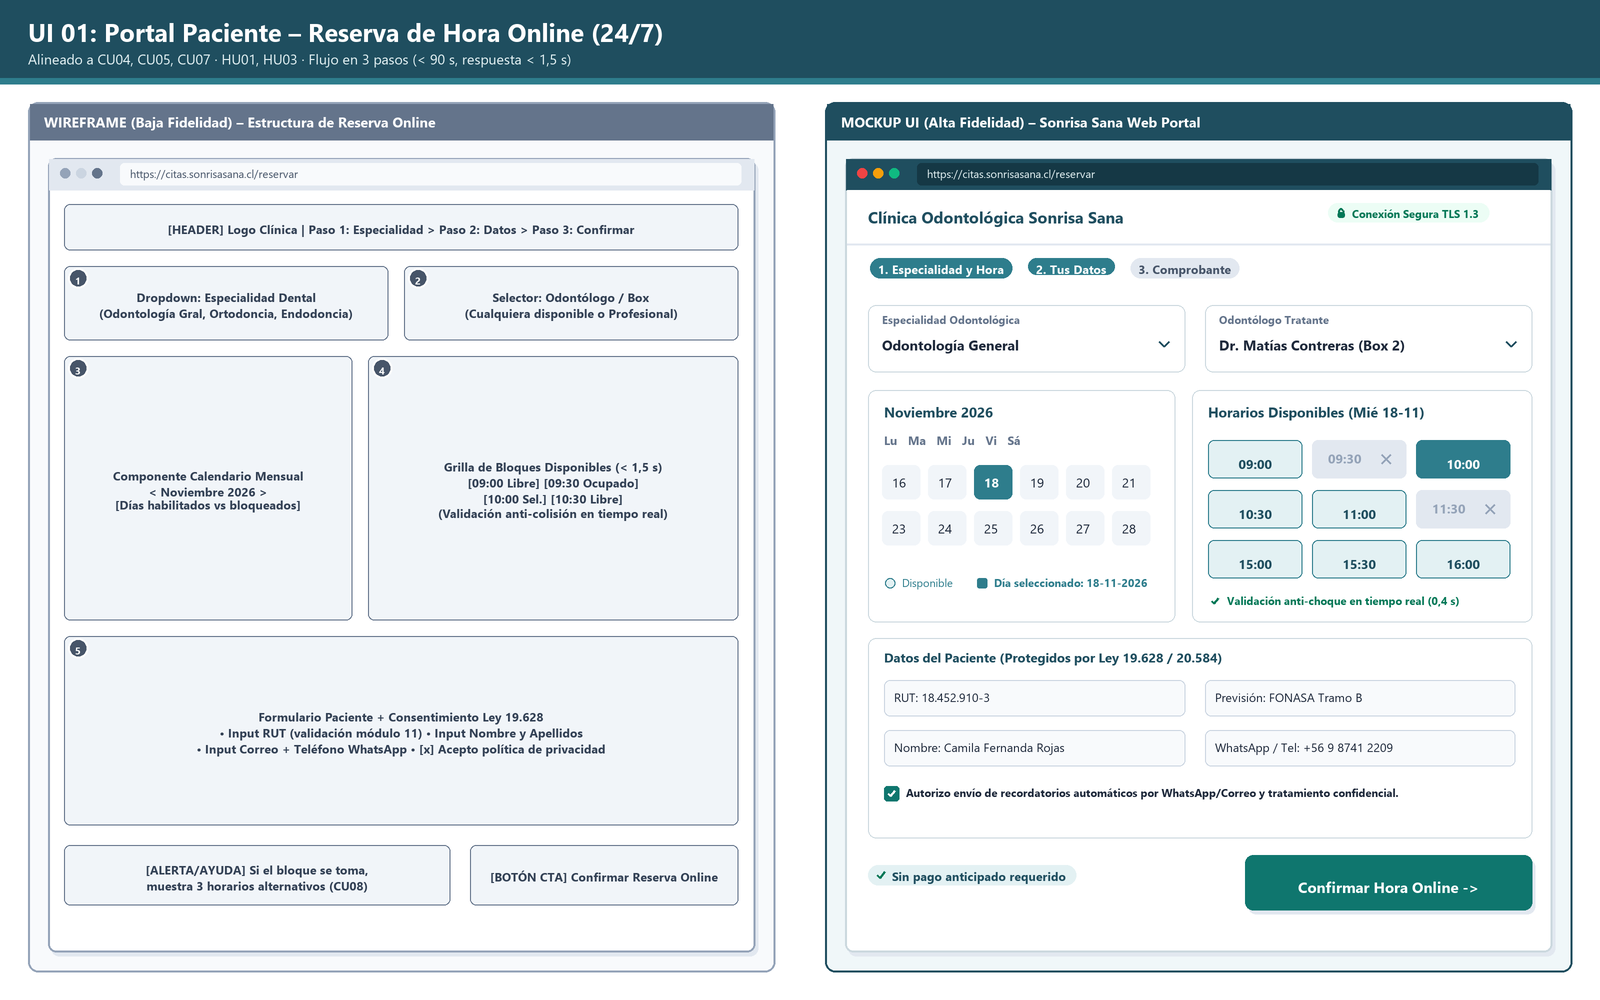 UI 01: Portal Paciente – Reserva de Hora Online (24/7)
Alineado a CU04, CU05, CU07 · HU01, HU03 · Flujo en 3 pasos (< 90 s, respuesta < 1,5 s)
WIREFRAME (Baja Fidelidad) – Estructura de Reserva Online
https://citas.sonrisasana.cl/reservar
[HEADER] Logo Clínica | Paso 1: Especialidad > Paso 2: Datos > Paso 3: Confirmar
1
Dropdown: Especialidad Dental
(Odontología Gral, Ortodoncia, Endodoncia)
2
Selector: Odontólogo / Box
(Cualquiera disponible o Profesional)
3
Componente Calendario Mensual
< Noviembre 2026 >
[Días habilitados vs bloqueados]
4
Grilla de Bloques Disponibles (< 1,5 s)
[09:00 Libre] [09:30 Ocupado]
[10:00 Sel.] [10:30 Libre]
(Validación anti-colisión en tiempo real)
5
Formulario Paciente + Consentimiento Ley 19.628
• Input RUT (validación módulo 11) • Input Nombre y Apellidos
• Input Correo + Teléfono WhatsApp • [x] Acepto política de privacidad
[ALERTA/AYUDA] Si el bloque se toma,
muestra 3 horarios alternativos (CU08)
[BOTÓN CTA] Confirmar Reserva Online
MOCKUP UI (Alta Fidelidad) – Sonrisa Sana Web Portal
https://citas.sonrisasana.cl/reservar
Clínica Odontológica Sonrisa Sana
Conexión Segura TLS 1.3
1. Especialidad y Hora
2. Tus Datos
3. Comprobante
Especialidad Odontológica
Odontología General
Odontólogo Tratante
Dr. Matías Contreras (Box 2)
Noviembre 2026
Lu Ma Mi Ju Vi Sá
16 17 18 19 20 21
23 24 25 26 27 28
Disponible
Día seleccionado: 18-11-2026
Horarios Disponibles (Mié 18-11)
09:00 09:30 10:00
10:30 11:00 11:30
15:00 15:30 16:00
Validación anti-choque en tiempo real (0,4 s)
Datos del Paciente (Protegidos por Ley 19.628 / 20.584)
RUT: 18.452.910-3
Previsión: FONASA Tramo B
Nombre: Camila Fernanda Rojas
WhatsApp / Tel: +56 9 8741 2209
Autorizo envío de recordatorios automáticos por WhatsApp/Correo y tratamiento confidencial.
Sin pago anticipado requerido
Confirmar Hora Online ->